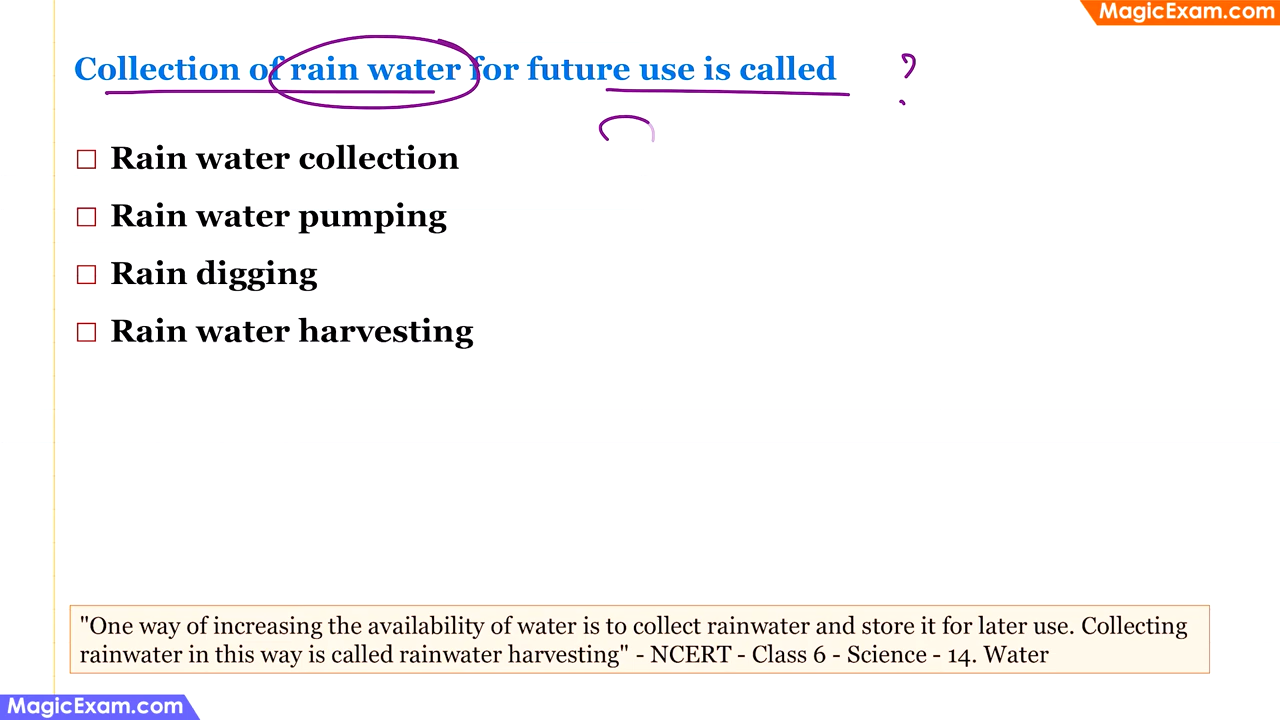 MagicExam.com
Collection of rain water for future use is called ?
Rain water collection
Rain water pumping
Rain digging
Rain water harvesting
"One way of increasing the availability of water is to collect rainwater and store it for later use. Collecting
rainwater in this way is called rainwater harvesting" - NCERT - Class 6 - Science - 14. Water
MagicExam.com